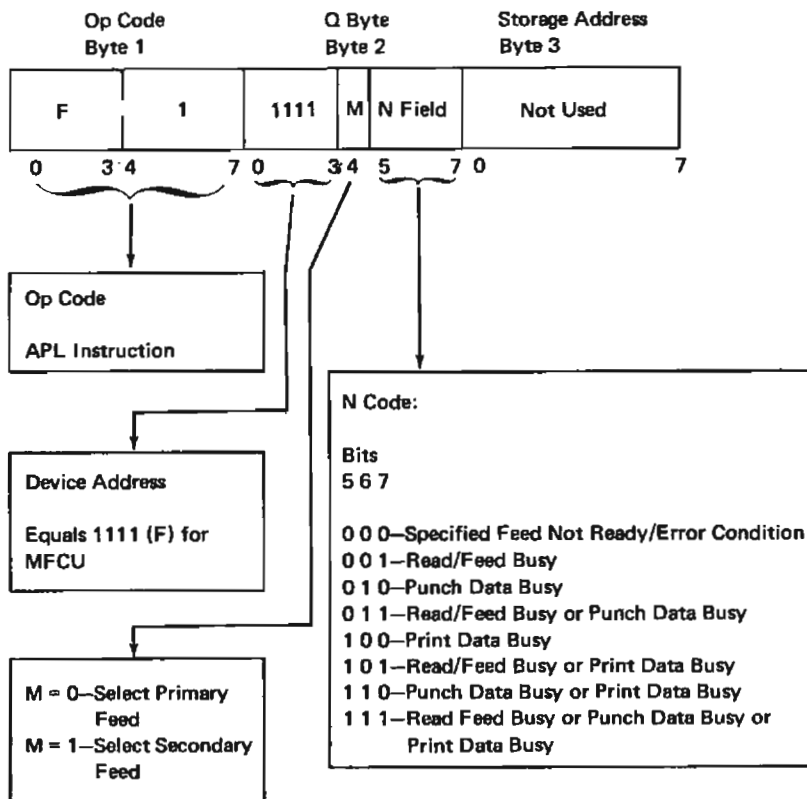 Op Code
Byte 1
Q Byte
Byte 2
Storage Address
Byte 3
F 1 1111 M N Field Not Used
0 3 4 7 0 3 4 5 7 0 7
Op Code
APL Instruction
Device Address
Equals 1111 (F) for
MFCU
M = 0—Select Primary
Feed
M = 1—Select Secondary
Feed
N Code:
Bits
5 6 7
0 0 0—Specified Feed Not Ready/Error Condition
0 0 1—Read/Feed Busy
0 1 0—Punch Data Busy
0 1 1—Read/Feed Busy or Punch Data Busy
1 0 0—Print Data Busy
1 0 1—Read/Feed Busy or Print Data Busy
1 1 0—Punch Data Busy or Print Data Busy
1 1 1—Read Feed Busy or Punch Data Busy or
Print Data Busy